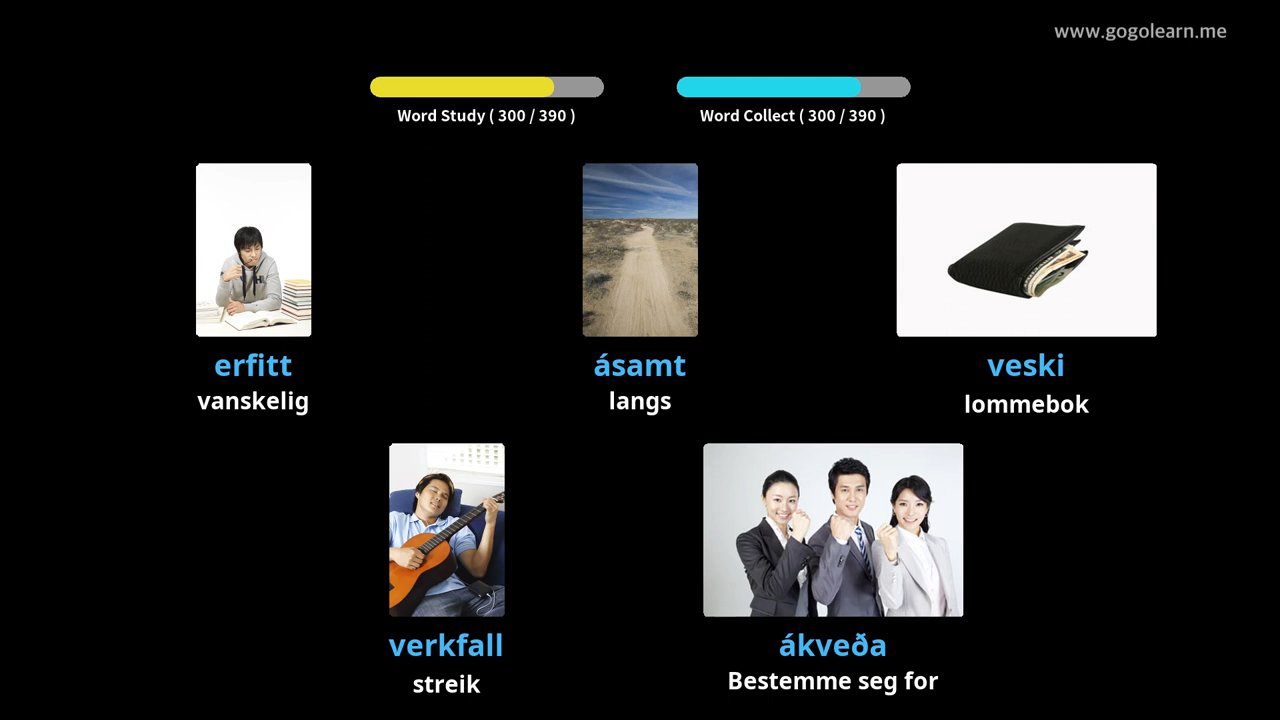 www.gogolearn.me
Word Study ( 300 / 390 )
Word Collect ( 300 / 390 )
erfitt
vanskelig
ásamt
langs
veski
lommebok
verkfall
streik
ákveða
Bestemme seg for